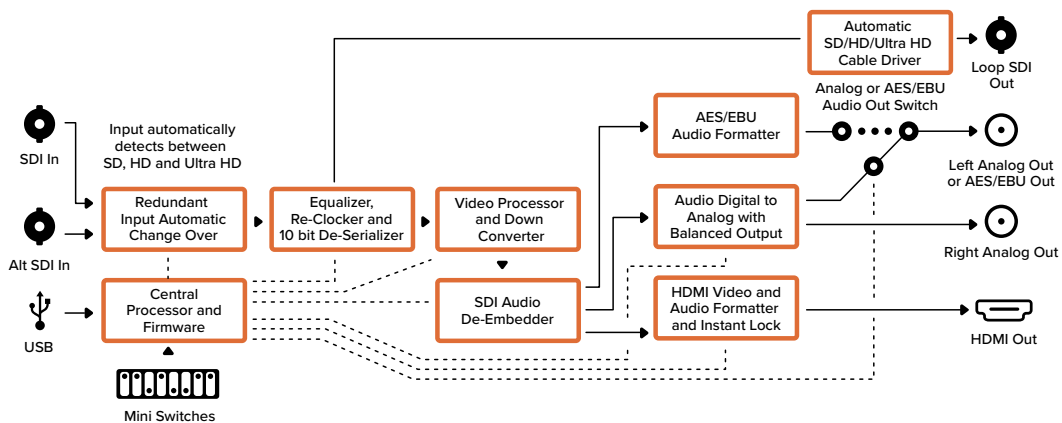 Automatic
SD/HD/Ultra HD
Cable Driver
Loop SDI
Out
Analog or AES/EBU
Audio Out Switch
SDI In
Input automatically
detects between
SD, HD and Ultra HD
AES/EBU
Audio Formatter
Left Analog Out
or AES/EBU Out
Alt SDI In
Redundant
Input Automatic
Change Over
Equalizer,
Re-Clocker and
10 bit De-Serializer
Video Processor
and Down
Converter
Audio Digital to
Analog with
Balanced Output
Right Analog Out
USB
Central
Processor and
Firmware
SDI Audio
De-Embedder
HDMI Video and
Audio Formatter
and Instant Lock
HDMI Out
Mini Switches